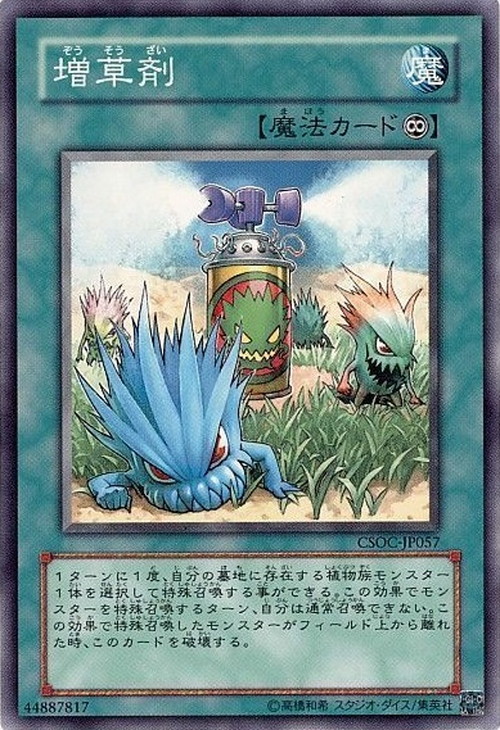 増草剤
魔
【魔法カード】
CSOC-JP057
1ターンに1度、自分の墓地に存在する植物族モンスター
1体を選択して特殊召喚する事ができる。この効果でモン
スターを特殊召喚するターン、自分は通常召喚できない。こ
の効果で特殊召喚したモンスターがフィールド上から離れ
た時、このカードを破壊する。
44887817
©高橋和希 スタジオ・ダイス/集英社